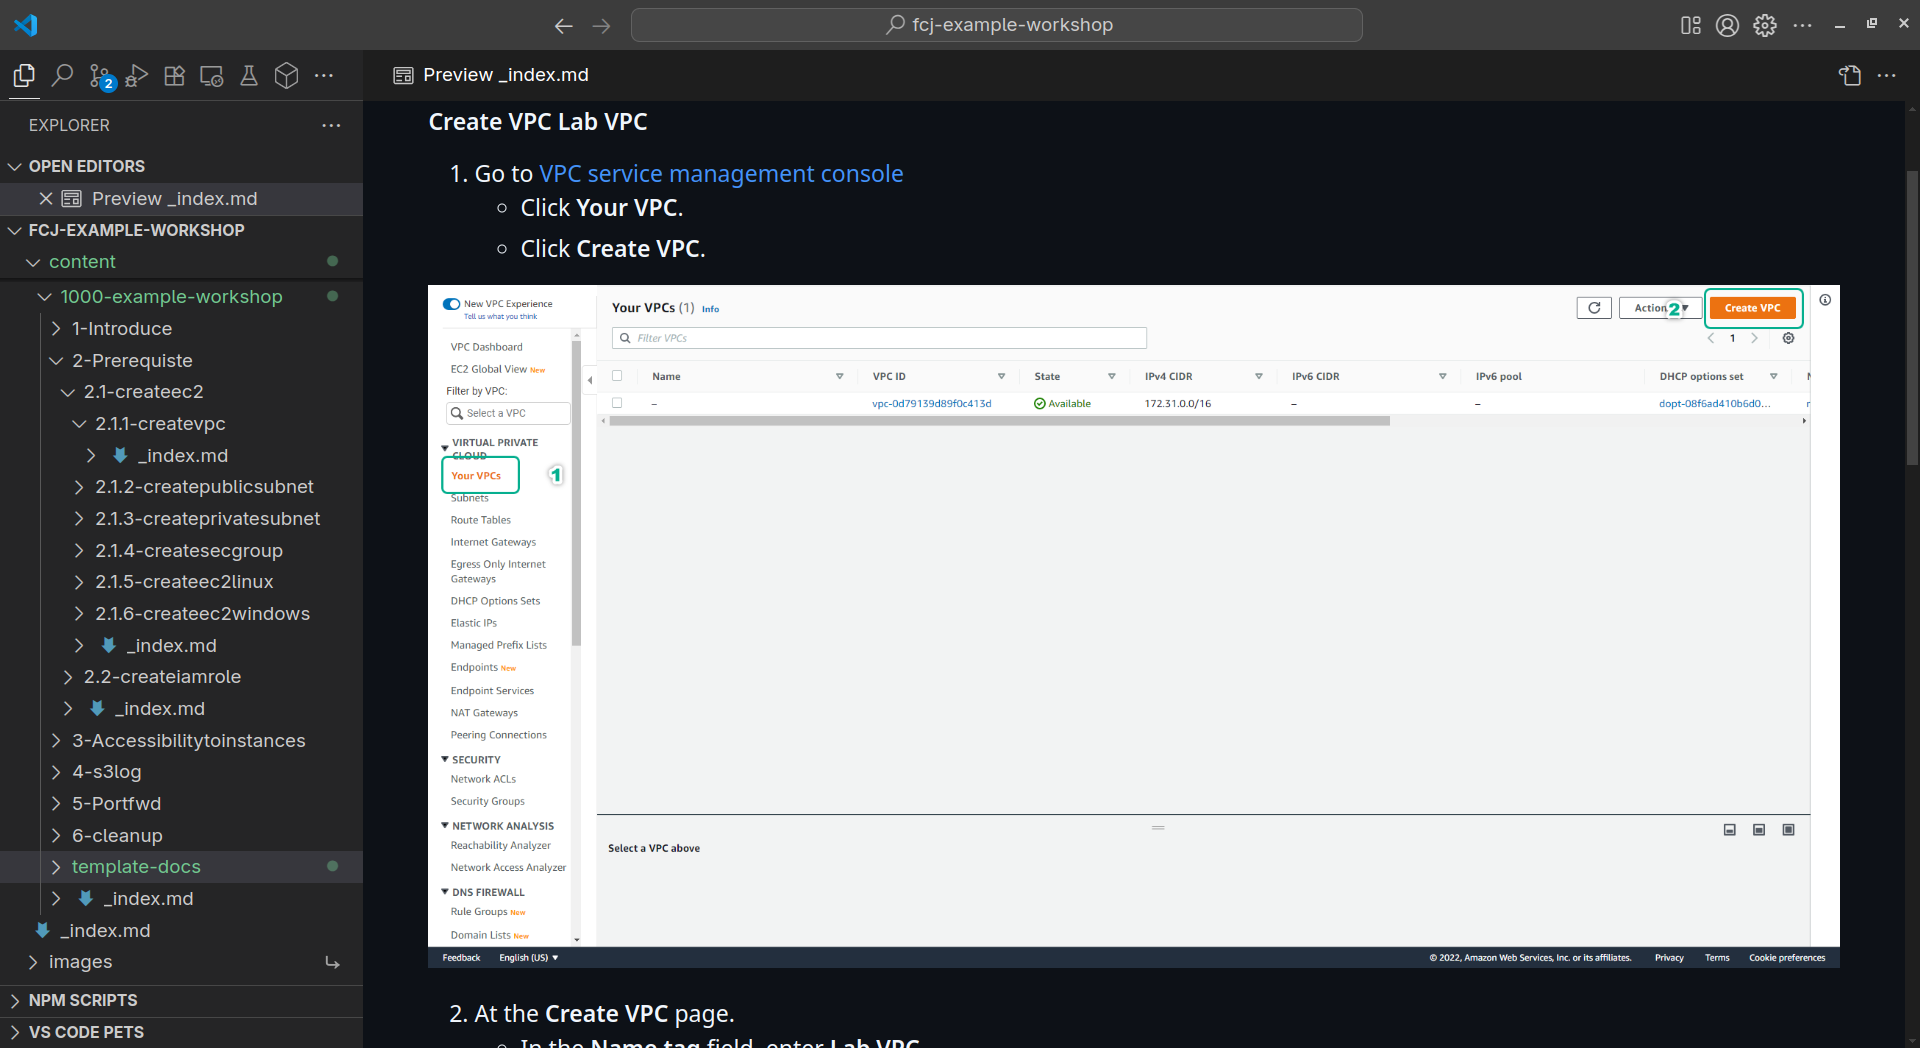 fcj-example-workshop
2
Preview _index.md
EXPLORER
OPEN EDITORS
Preview _index.md
FCJ-EXAMPLE-WORKSHOP
content
1000-example-workshop
1-Introduce
2-Prerequiste
2.1-createec2
2.1.1-createvpc
_index.md
2.1.2-createpublicsubnet
2.1.3-createprivatesubnet
2.1.4-createsecgroup
2.1.5-createec2linux
2.1.6-createec2windows
_index.md
2.2-createiamrole
_index.md
3-Accessibilitytoinstances
4-s3log
5-Portfwd
6-cleanup
template-docs
_index.md
_index.md
images
NPM SCRIPTS
VS CODE PETS
Create VPC Lab VPC
1. Go to VPC service management console
Click Your VPC.
Click Create VPC.
New VPC Experience
Tell us what you think
VPC Dashboard
EC2 Global View New
Filter by VPC:
Select a VPC
VIRTUAL PRIVATE
CLOUD
Your VPCs
1
Subnets
Route Tables
Internet Gateways
Egress Only Internet
Gateways
DHCP Options Sets
Elastic IPs
Managed Prefix Lists
Endpoints New
Endpoint Services
NAT Gateways
Peering Connections
SECURITY
Network ACLs
Security Groups
NETWORK ANALYSIS
Reachability Analyzer
Network Access Analyzer
DNS FIREWALL
Rule Groups New
Domain Lists New
Your VPCs (1) Info
Action 2 Create VPC
Filter VPCs
1
Name VPC ID State IPv4 CIDR IPv6 CIDR IPv6 pool DHCP options set
– vpc-0d79139d89f0c413d Available 172.31.0.0/16 – – dopt-08f6ad410b6d0...
Select a VPC above
Feedback English (US) © 2022, Amazon Web Services, Inc. or its affiliates. Privacy Terms Cookie preferences
2. At the Create VPC page.
In the Name tag field, enter Lab VPC